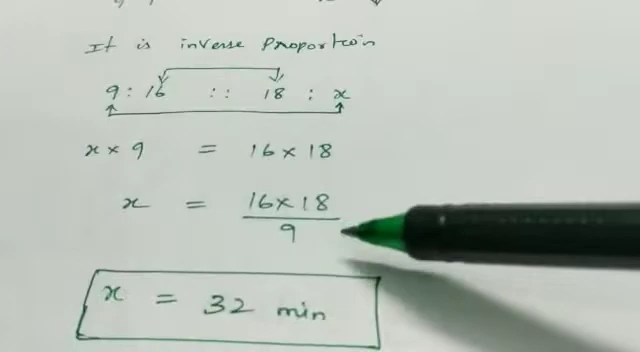 It is inverse proportion
9 : 16 :: 18 : x
x × 9 = 16 × 18
x = 16 × 18 / 9
x = 32 min